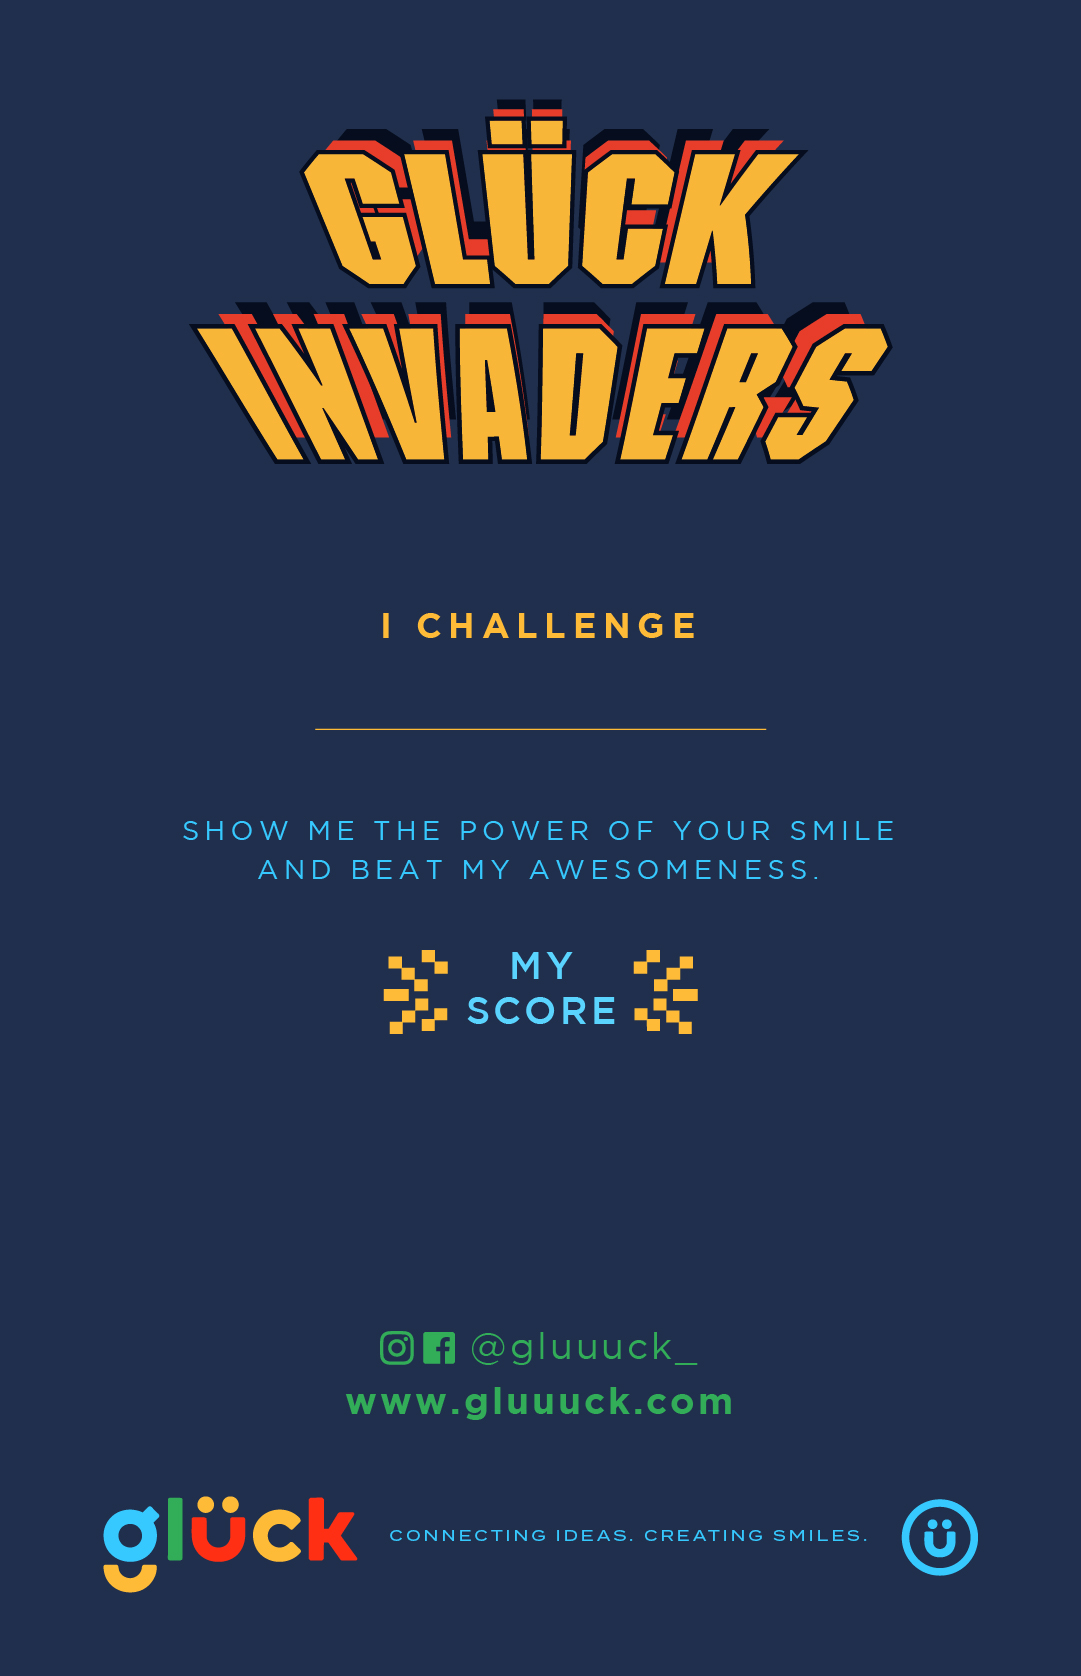 GLÜCK
INVADERS
I CHALLENGE
SHOW ME THE POWER OF YOUR SMILE
AND BEAT MY AWESOMENESS.
MY
SCORE
@gluuuck_
www.gluuuck.com
glück CONNECTING IDEAS. CREATING SMILES. ü